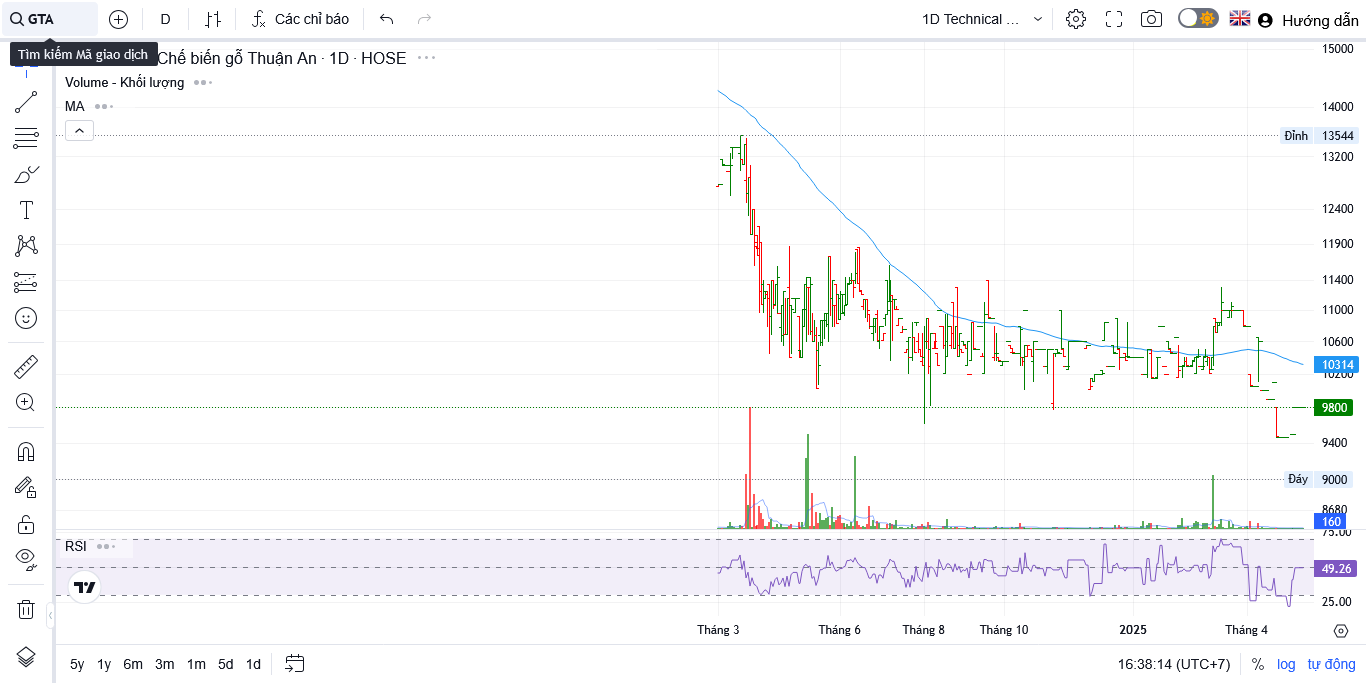 GTA
D
Các chỉ báo
1D Technical ...
Hướng dẫn
Tìm kiếm Mã giao dịch
Chế biến gỗ Thuận An · 1D · HOSE
Volume - Khối lượng
MA
15000
14000
Đỉnh 13544
13200
12400
11900
11400
11000
10600
10314
10200
9800
9400
Đáy 9000
8680
160
75.00
RSI
49.26
25.00
Tháng 3 Tháng 6 Tháng 8 Tháng 10 2025 Tháng 4
5y 1y 6m 3m 1m 5d 1d
16:38:14 (UTC+7) % log tự động